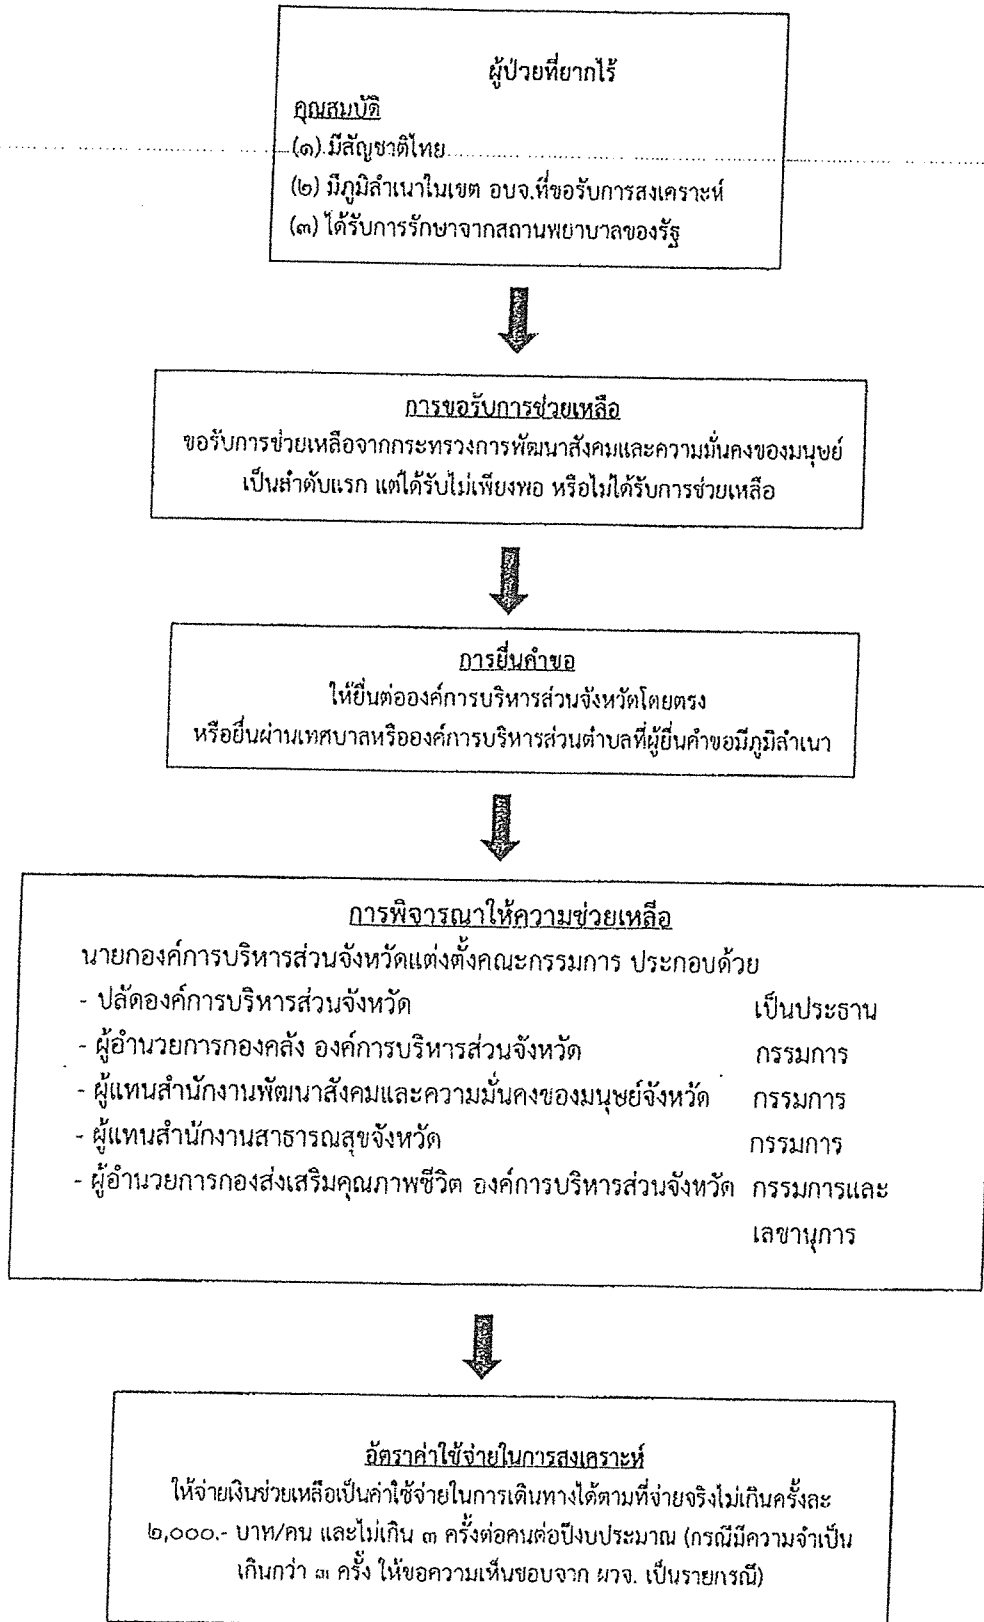 ผู้ป่วยที่ยากไร้
คุณสมบัติ
(๑) มีสัญชาติไทย
(๒) มีภูมิลำเนาในเขต อบจ.ที่ขอรับการสงเคราะห์
(๓) ได้รับการรักษาจากสถานพยาบาลของรัฐ
การขอรับการช่วยเหลือ
ขอรับการช่วยเหลือจากกระทรวงการพัฒนาสังคมและความมั่นคงของมนุษย์
เป็นลำดับแรก แต่ได้รับไม่เพียงพอ หรือไม่ได้รับการช่วยเหลือ
การยื่นคำขอ
ให้ยื่นต่อองค์การบริหารส่วนจังหวัดโดยตรง
หรือยื่นผ่านเทศบาลหรือองค์การบริหารส่วนตำบลที่ผู้ยื่นคำขอมีภูมิลำเนา
การพิจารณาให้ความช่วยเหลือ
นายกองค์การบริหารส่วนจังหวัดแต่งตั้งคณะกรรมการ ประกอบด้วย
- ปลัดองค์การบริหารส่วนจังหวัด เป็นประธาน
- ผู้อำนวยการกองคลัง องค์การบริหารส่วนจังหวัด กรรมการ
- ผู้แทนสำนักงานพัฒนาสังคมและความมั่นคงของมนุษย์จังหวัด กรรมการ
- ผู้แทนสำนักงานสาธารณสุขจังหวัด กรรมการ
- ผู้อำนวยการกองส่งเสริมคุณภาพชีวิต องค์การบริหารส่วนจังหวัด กรรมการและ
เลขานุการ
อัตราค่าใช้จ่ายในการสงเคราะห์
ให้จ่ายเงินช่วยเหลือเป็นค่าใช้จ่ายในการเดินทางได้ตามที่จ่ายจริงไม่เกินครั้งละ
๒,๐๐๐.- บาท/คน และไม่เกิน ๓ ครั้งต่อคนต่อปีงบประมาณ (กรณีมีความจำเป็น
เกินกว่า ๓ ครั้ง ให้ขอความเห็นชอบจาก ผวจ. เป็นรายกรณี)